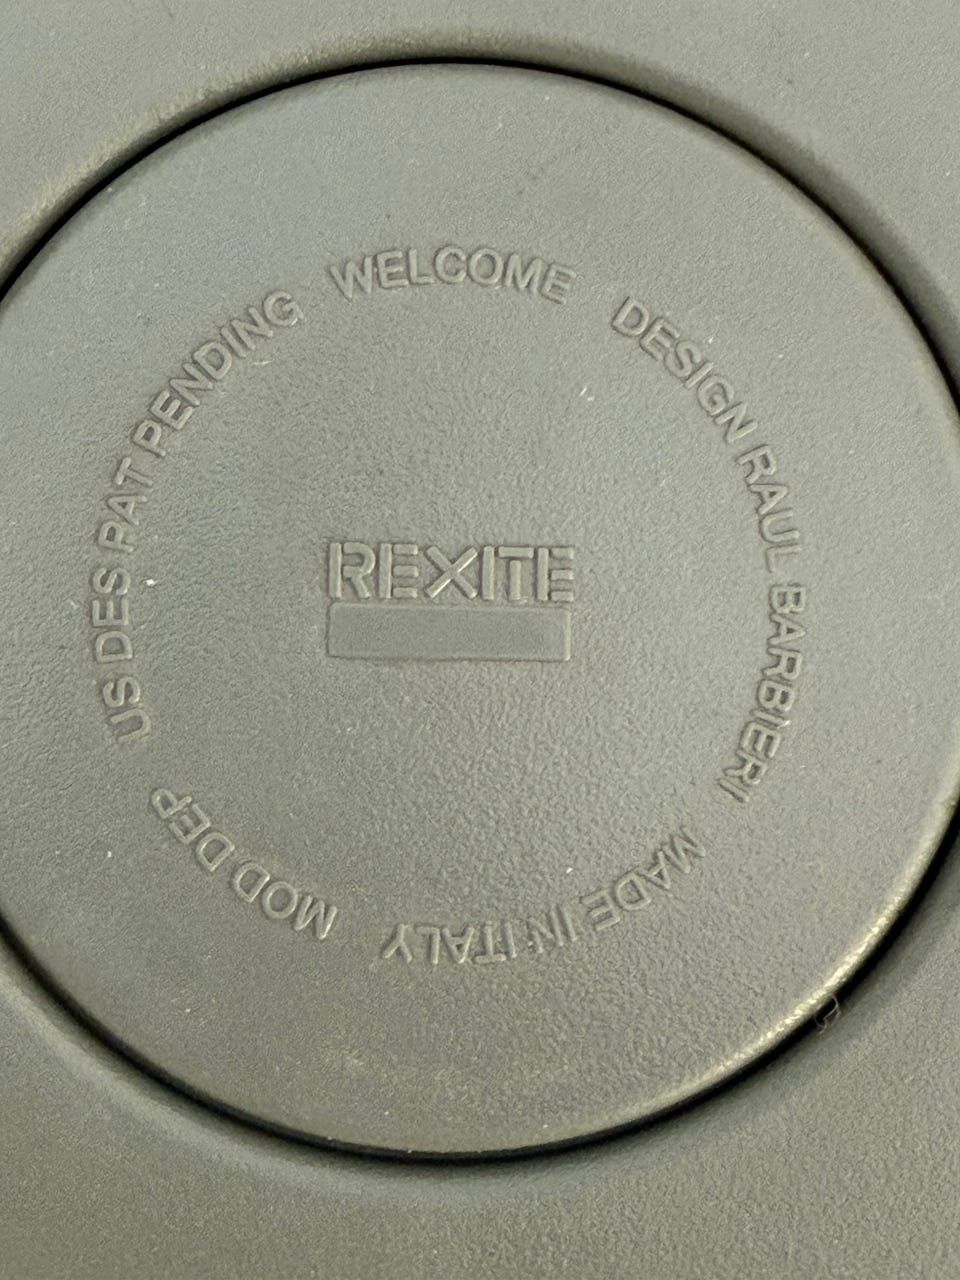 WELCOME
DESIGN RAUL BARBIERI
MADE IN ITALY
MOD DEP
US DES PAT PENDING
REXITE